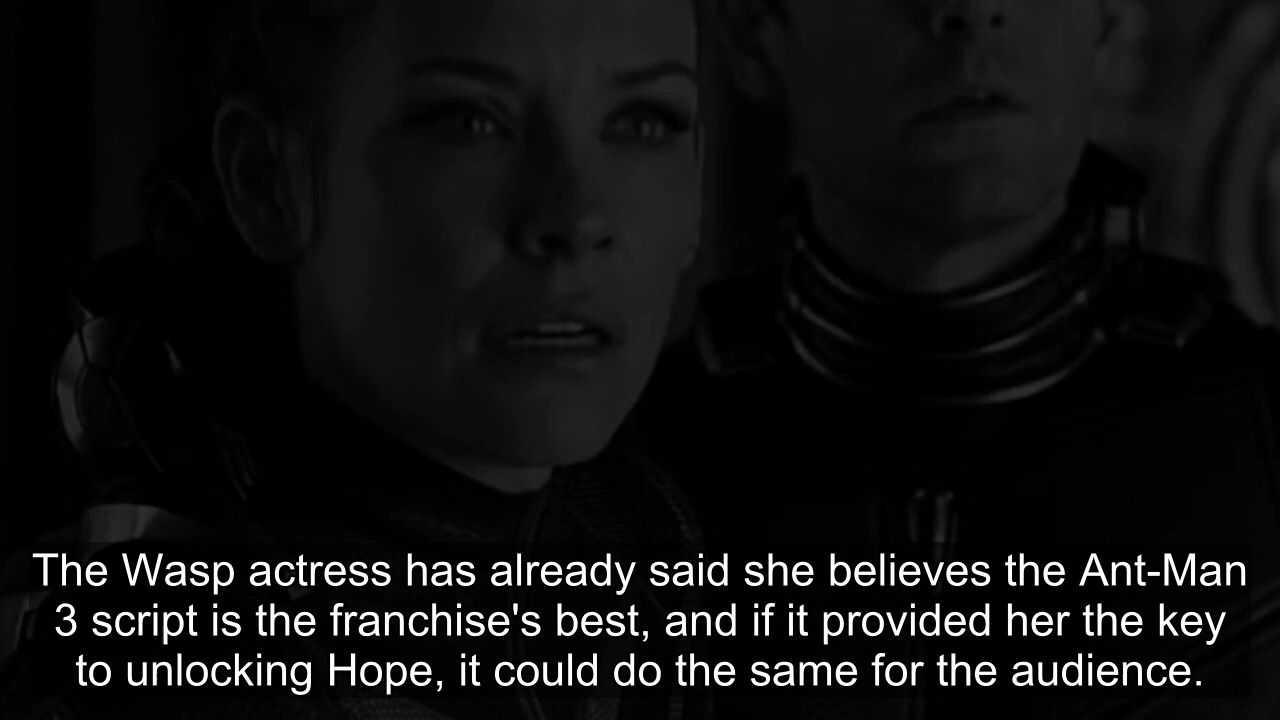 The Wasp actress has already said she believes the Ant-Man
3 script is the franchise's best, and if it provided her the key
to unlocking Hope, it could do the same for the audience.